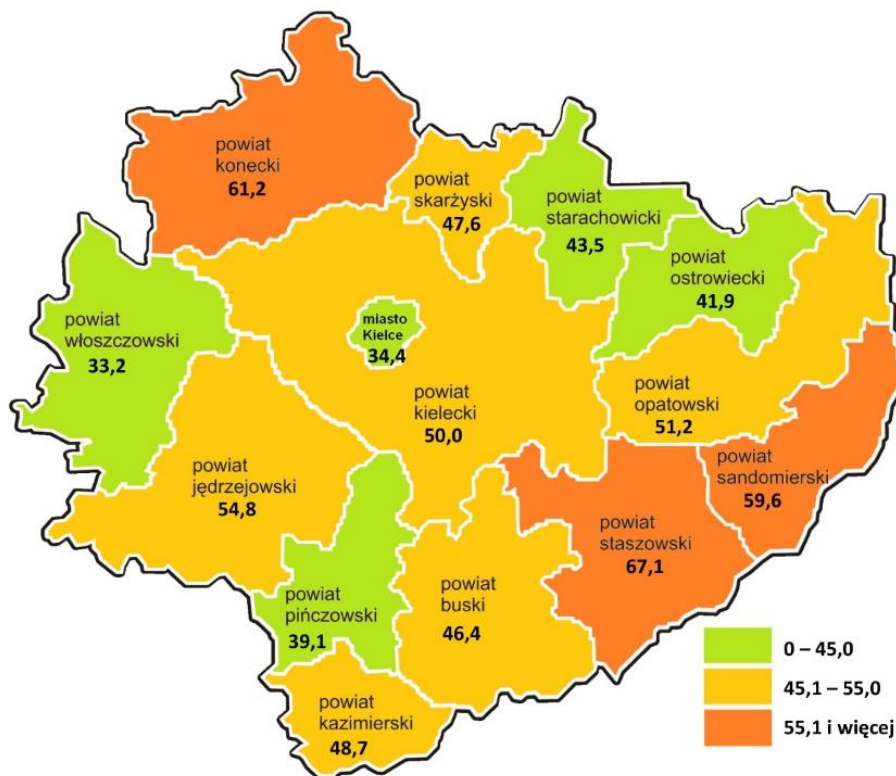 powiat
konecki
61,2
powiat
skarżyski
47,6
powiat
starachowicki
43,5
powiat
ostrowiecki
41,9
powiat
włoszczowski
33,2
miasto
Kielce
34,4
powiat
kielecki
50,0
powiat
opatowski
51,2
powiat
sandomierski
59,6
powiat
jędrzejowski
54,8
powiat
staszowski
67,1
powiat
pińczowski
39,1
powiat
buski
46,4
powiat
kazimierski
48,7
0 – 45,0
45,1 – 55,0
55,1 i więcej